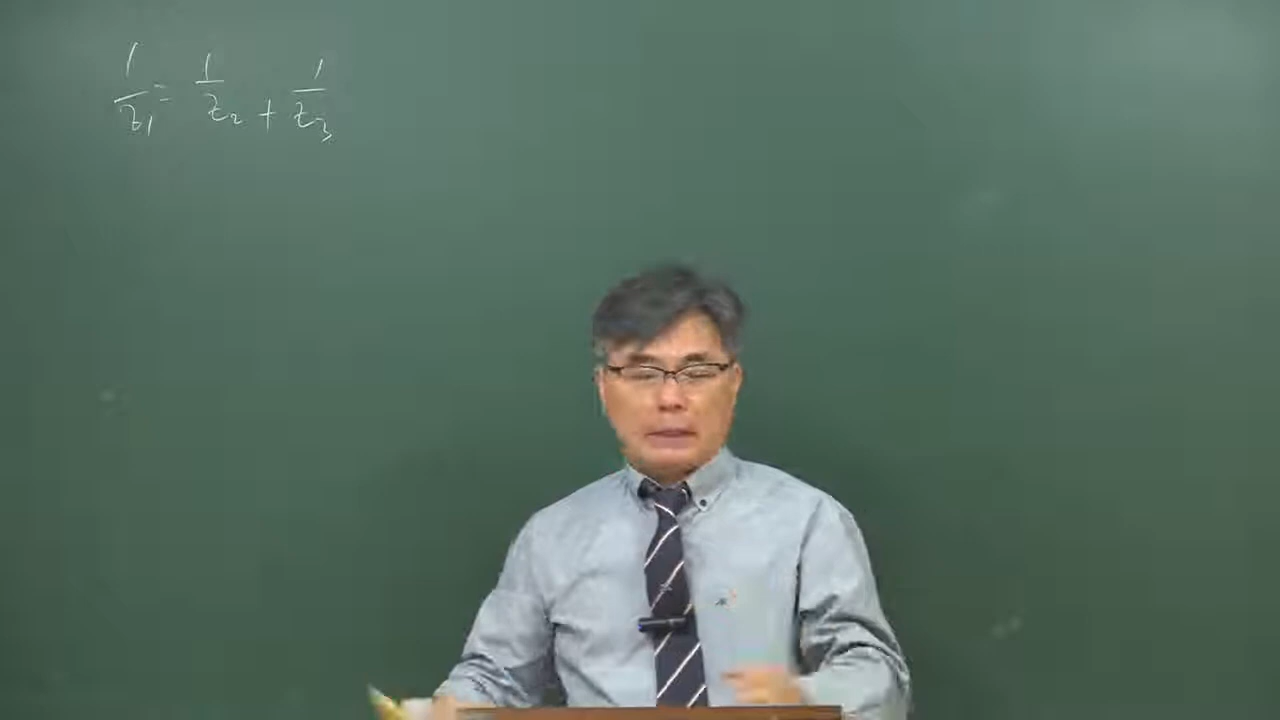 1/z₁ = 1/z₂ + 1/z₃